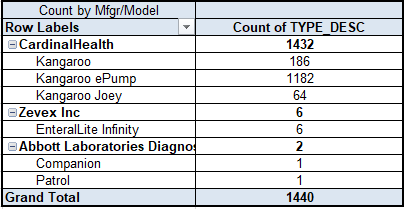 Count by Mfgr/Model
Row Labels Count of TYPE_DESC
CardinalHealth 1432
Kangaroo 186
Kangaroo ePump 1182
Kangaroo Joey 64
Zevex Inc 6
EnteralLite Infinity 6
Abbott Laboratories Diagnos 2
Companion 1
Patrol 1
Grand Total 1440